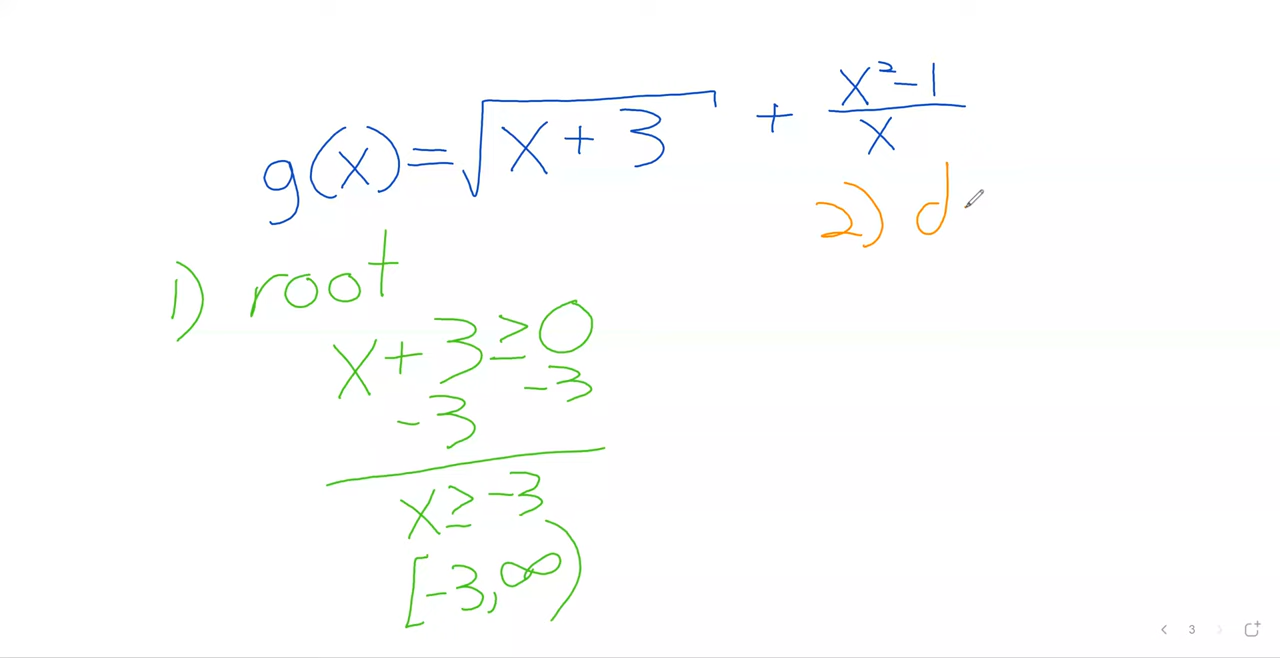 g(x) = √(x + 3) + (x² - 1)/x
1) root
x + 3 ≥ 0
-3 -3
x ≥ -3
[-3, ∞)
2) d
3